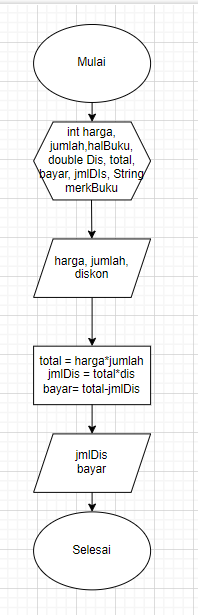 Mulai
int harga,
jumlah,halBuku,
double Dis, total,
bayar, jmlDIs, String
merkBuku
harga, jumlah,
diskon
total = harga*jumlah
jmlDis = total*dis
bayar= total-jmlDis
jmlDis
bayar
Selesai